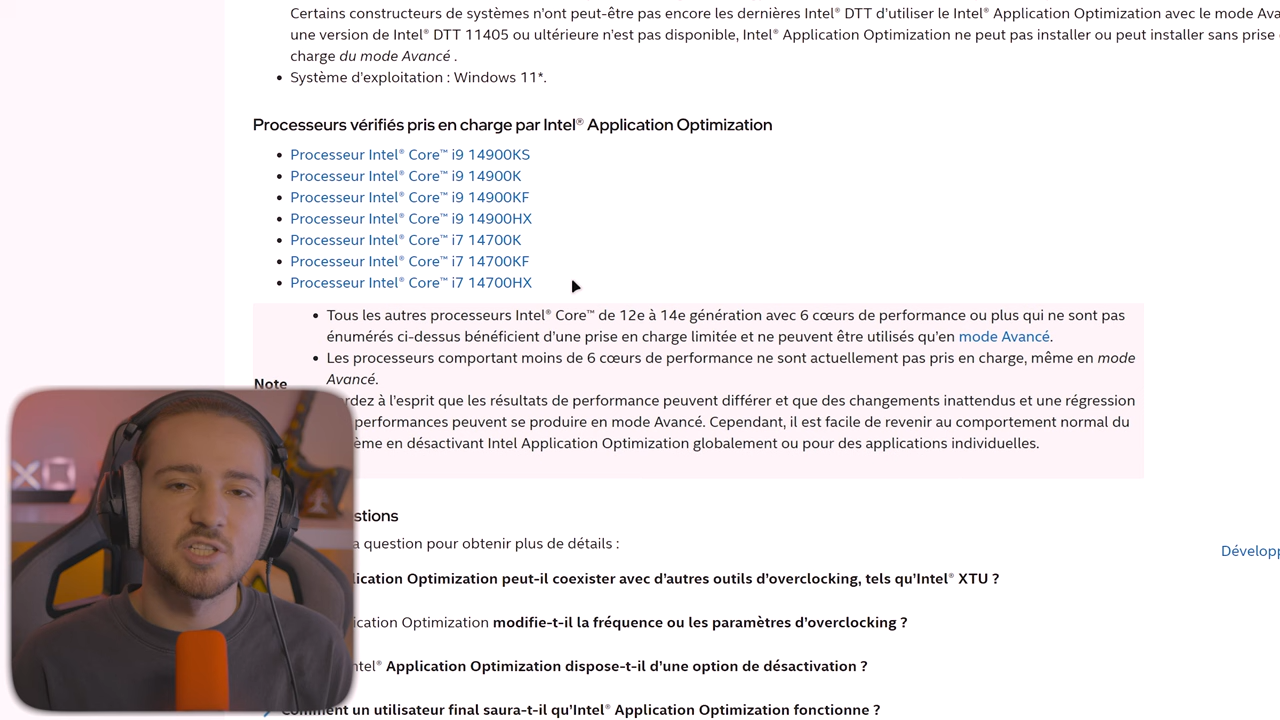 Certains constructeurs de systèmes n'ont peut-être pas encore les dernières Intel® DTT d'utiliser le Intel® Application Optimization avec le mode Ava
une version de Intel® DTT 11405 ou ultérieure n'est pas disponible, Intel® Application Optimization ne peut pas installer ou peut installer sans prise
charge du mode Avancé .
• Système d'exploitation : Windows 11*.
Processeurs vérifiés pris en charge par Intel® Application Optimization
• Processeur Intel® Core™ i9 14900KS
• Processeur Intel® Core™ i9 14900K
• Processeur Intel® Core™ i9 14900KF
• Processeur Intel® Core™ i9 14900HX
• Processeur Intel® Core™ i7 14700K
• Processeur Intel® Core™ i7 14700KF
• Processeur Intel® Core™ i7 14700HX
• Tous les autres processeurs Intel® Core™ de 12e à 14e génération avec 6 cœurs de performance ou plus qui ne sont pas
énumérés ci-dessus bénéficient d'une prise en charge limitée et ne peuvent être utilisés qu'en mode Avancé.
• Les processeurs comportant moins de 6 cœurs de performance ne sont actuellement pas pris en charge, même en mode
Avancé.
Note
rdez à l'esprit que les résultats de performance peuvent différer et que des changements inattendus et une régression
performances peuvent se produire en mode Avancé. Cependant, il est facile de revenir au comportement normal du
ème en désactivant Intel Application Optimization globalement ou pour des applications individuelles.
stions
a question pour obtenir plus de détails :
Dévelop
lication Optimization peut-il coexister avec d'autres outils d'overclocking, tels qu'Intel® XTU ?
ication Optimization modifie-t-il la fréquence ou les paramètres d'overclocking ?
ntel® Application Optimization dispose-t-il d'une option de désactivation ?
Comment un utilisateur final saura-t-il qu'Intel® Application Optimization fonctionne ?